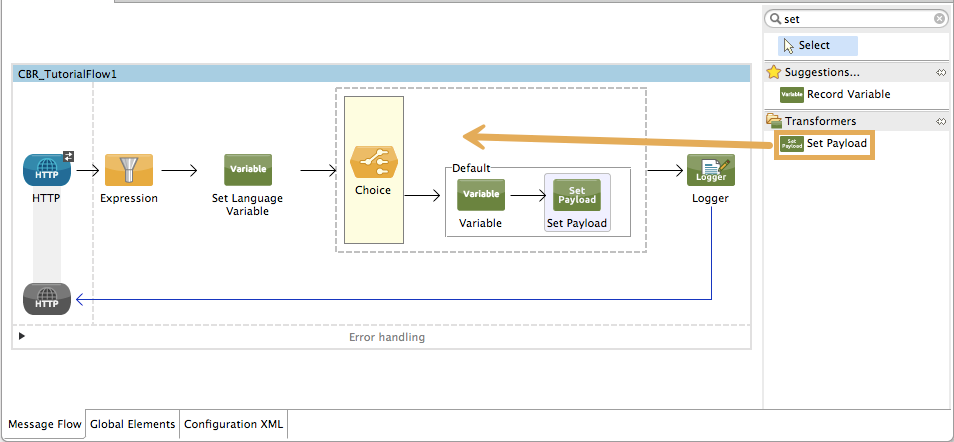 set
Select
Suggestions...
Variable
Record Variable
Transformers
Set
Payload
Set Payload
CBR_TutorialFlow1
HTTP
HTTP
Expression
Variable
Set Language
Variable
Choice
Default
Variable
Variable
Set
Payload
Set Payload
Logger
Logger
HTTP
Error handling
Message Flow
Global Elements
Configuration XML